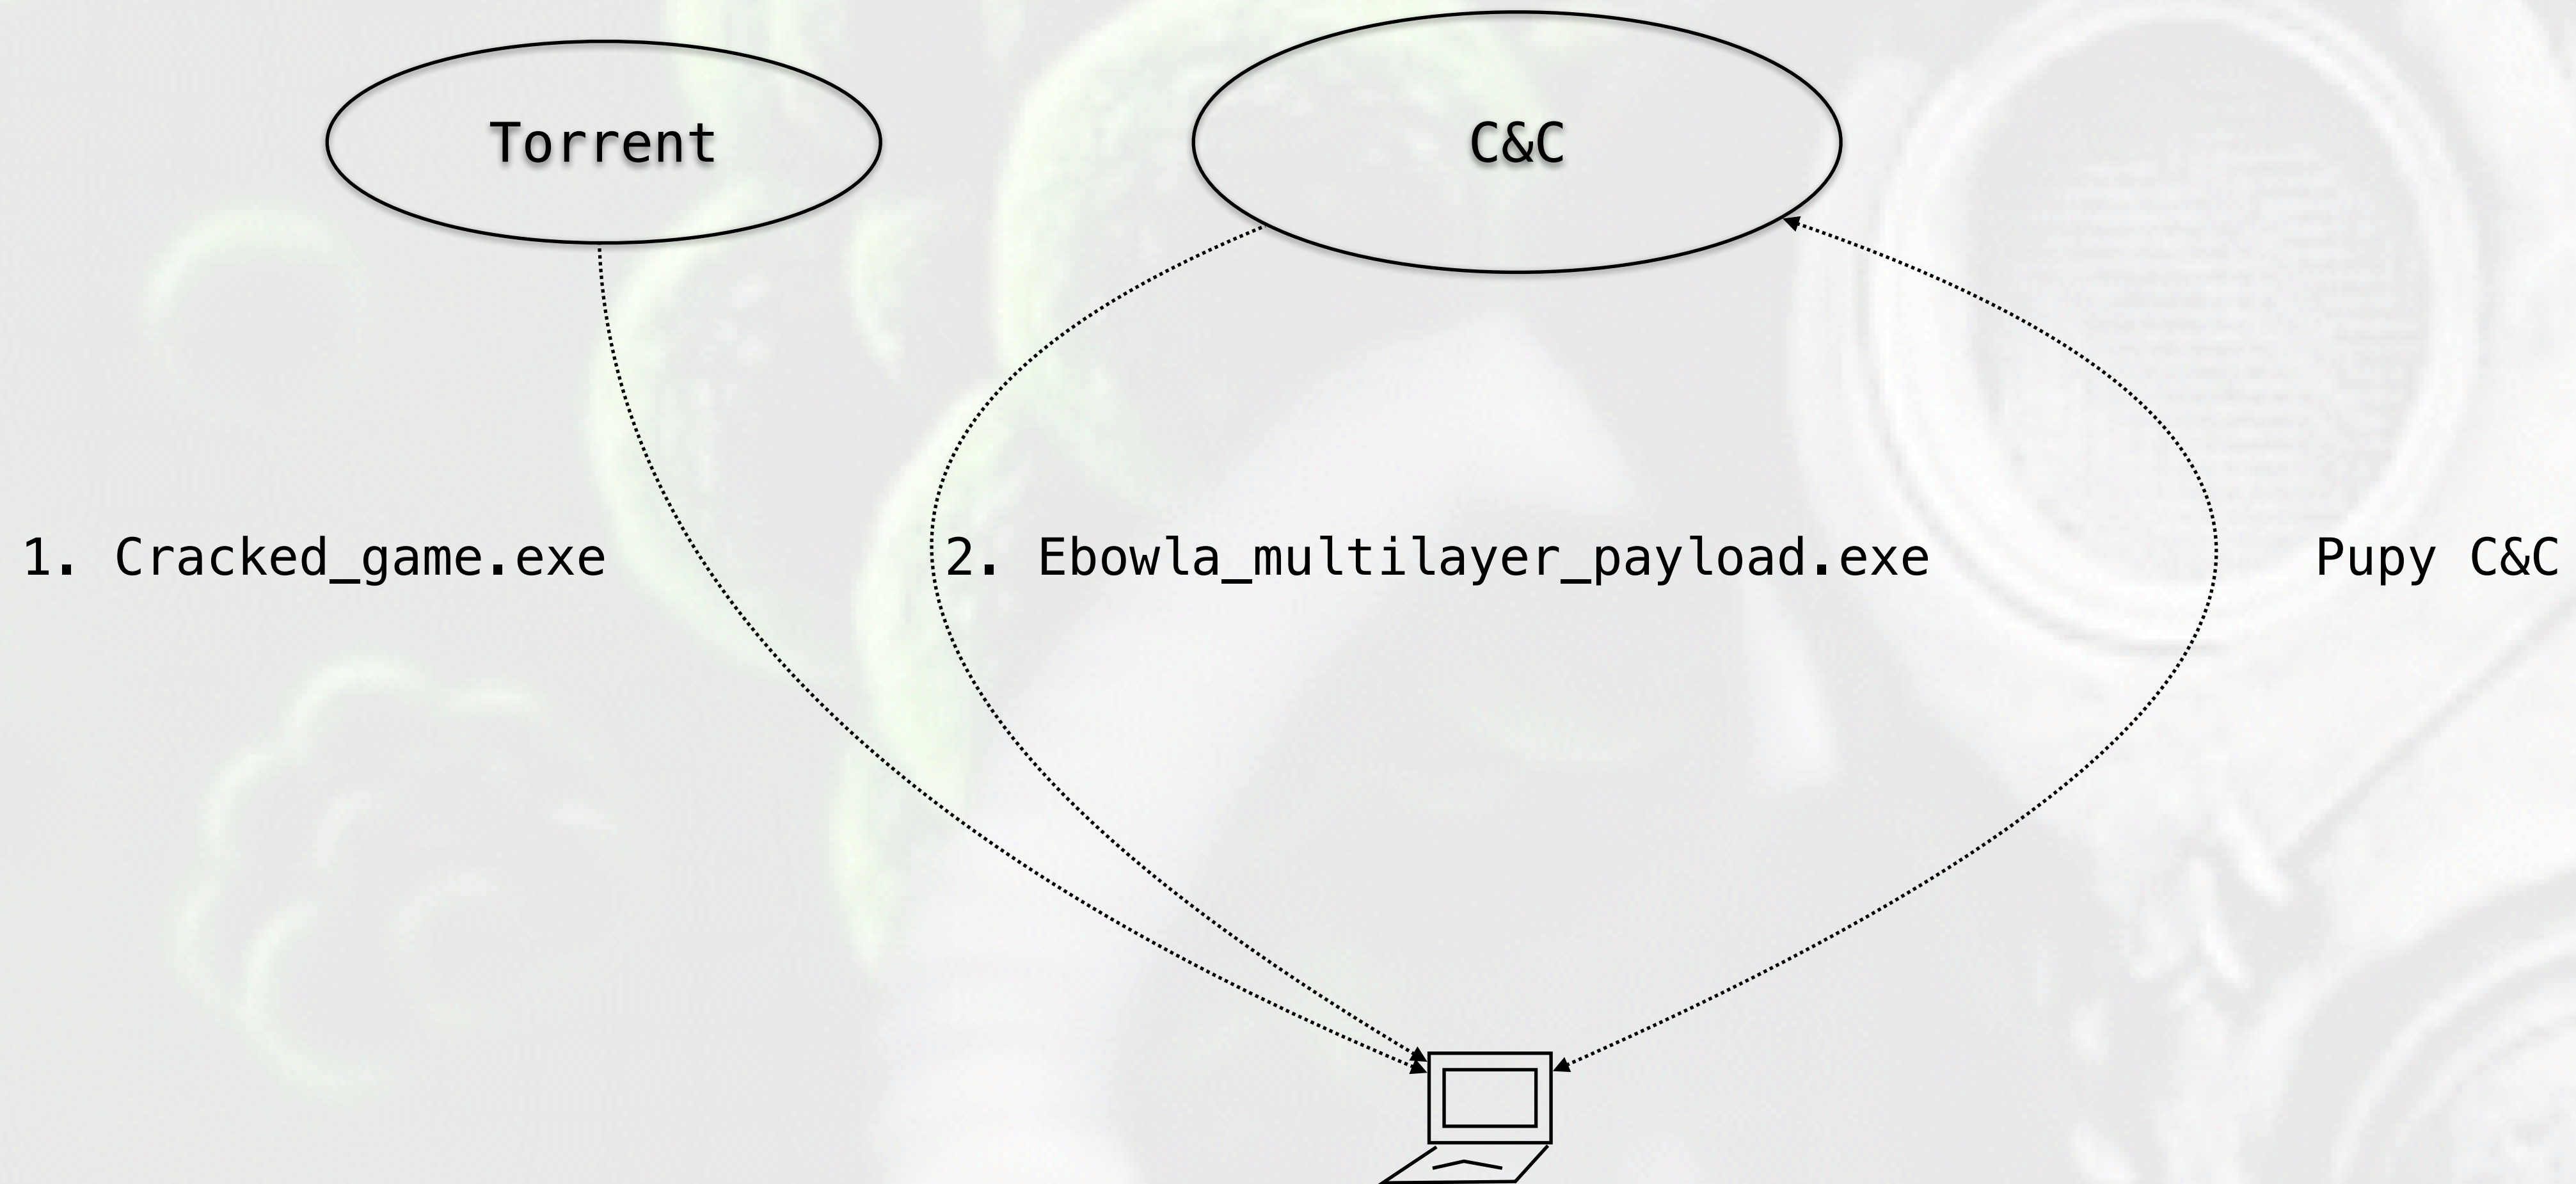 Torrent
C&C
1. Cracked_game.exe
2. Ebowla_multilayer_payload.exe
Pupy C&C